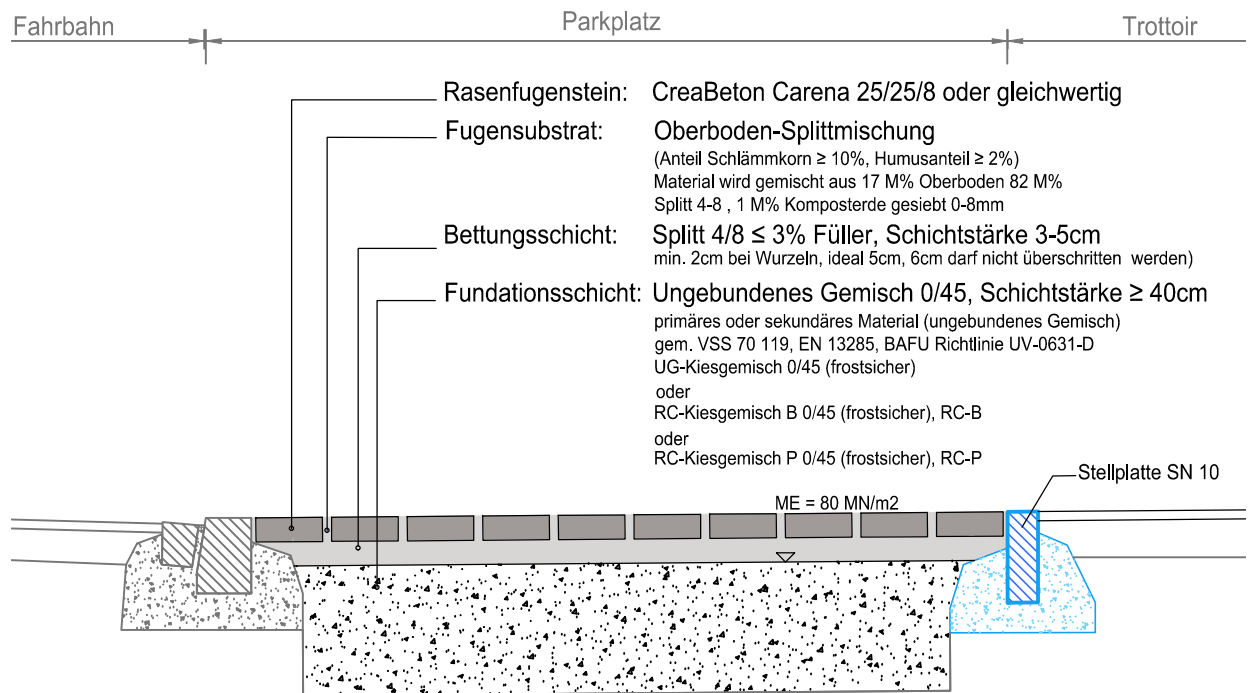 Fahrbahn
Parkplatz
Trottoir
Rasenfugenstein: CreaBeton Carena 25/25/8 oder gleichwertig
Fugensubstrat: Oberboden-Splittmischung
(Anteil Schlämmkorn ≥ 10%, Humusanteil ≥ 2%)
Material wird gemischt aus 17 M% Oberboden 82 M%
Splitt 4-8 , 1 M% Komposterde gesiebt 0-8mm
Bettungsschicht: Splitt 4/8 ≤ 3% Füller, Schichtstärke 3-5cm
min. 2cm bei Wurzeln, ideal 5cm, 6cm darf nicht überschritten werden)
Fundationsschicht: Ungebundenes Gemisch 0/45, Schichtstärke ≥ 40cm
primäres oder sekundäres Material (ungebundenes Gemisch)
gem. VSS 70 119, EN 13285, BAFU Richtlinie UV-0631-D
UG-Kiesgemisch 0/45 (frostsicher)
oder
RC-Kiesgemisch B 0/45 (frostsicher), RC-B
oder
RC-Kiesgemisch P 0/45 (frostsicher), RC-P
Stellplatte SN 10
ME = 80 MN/m2